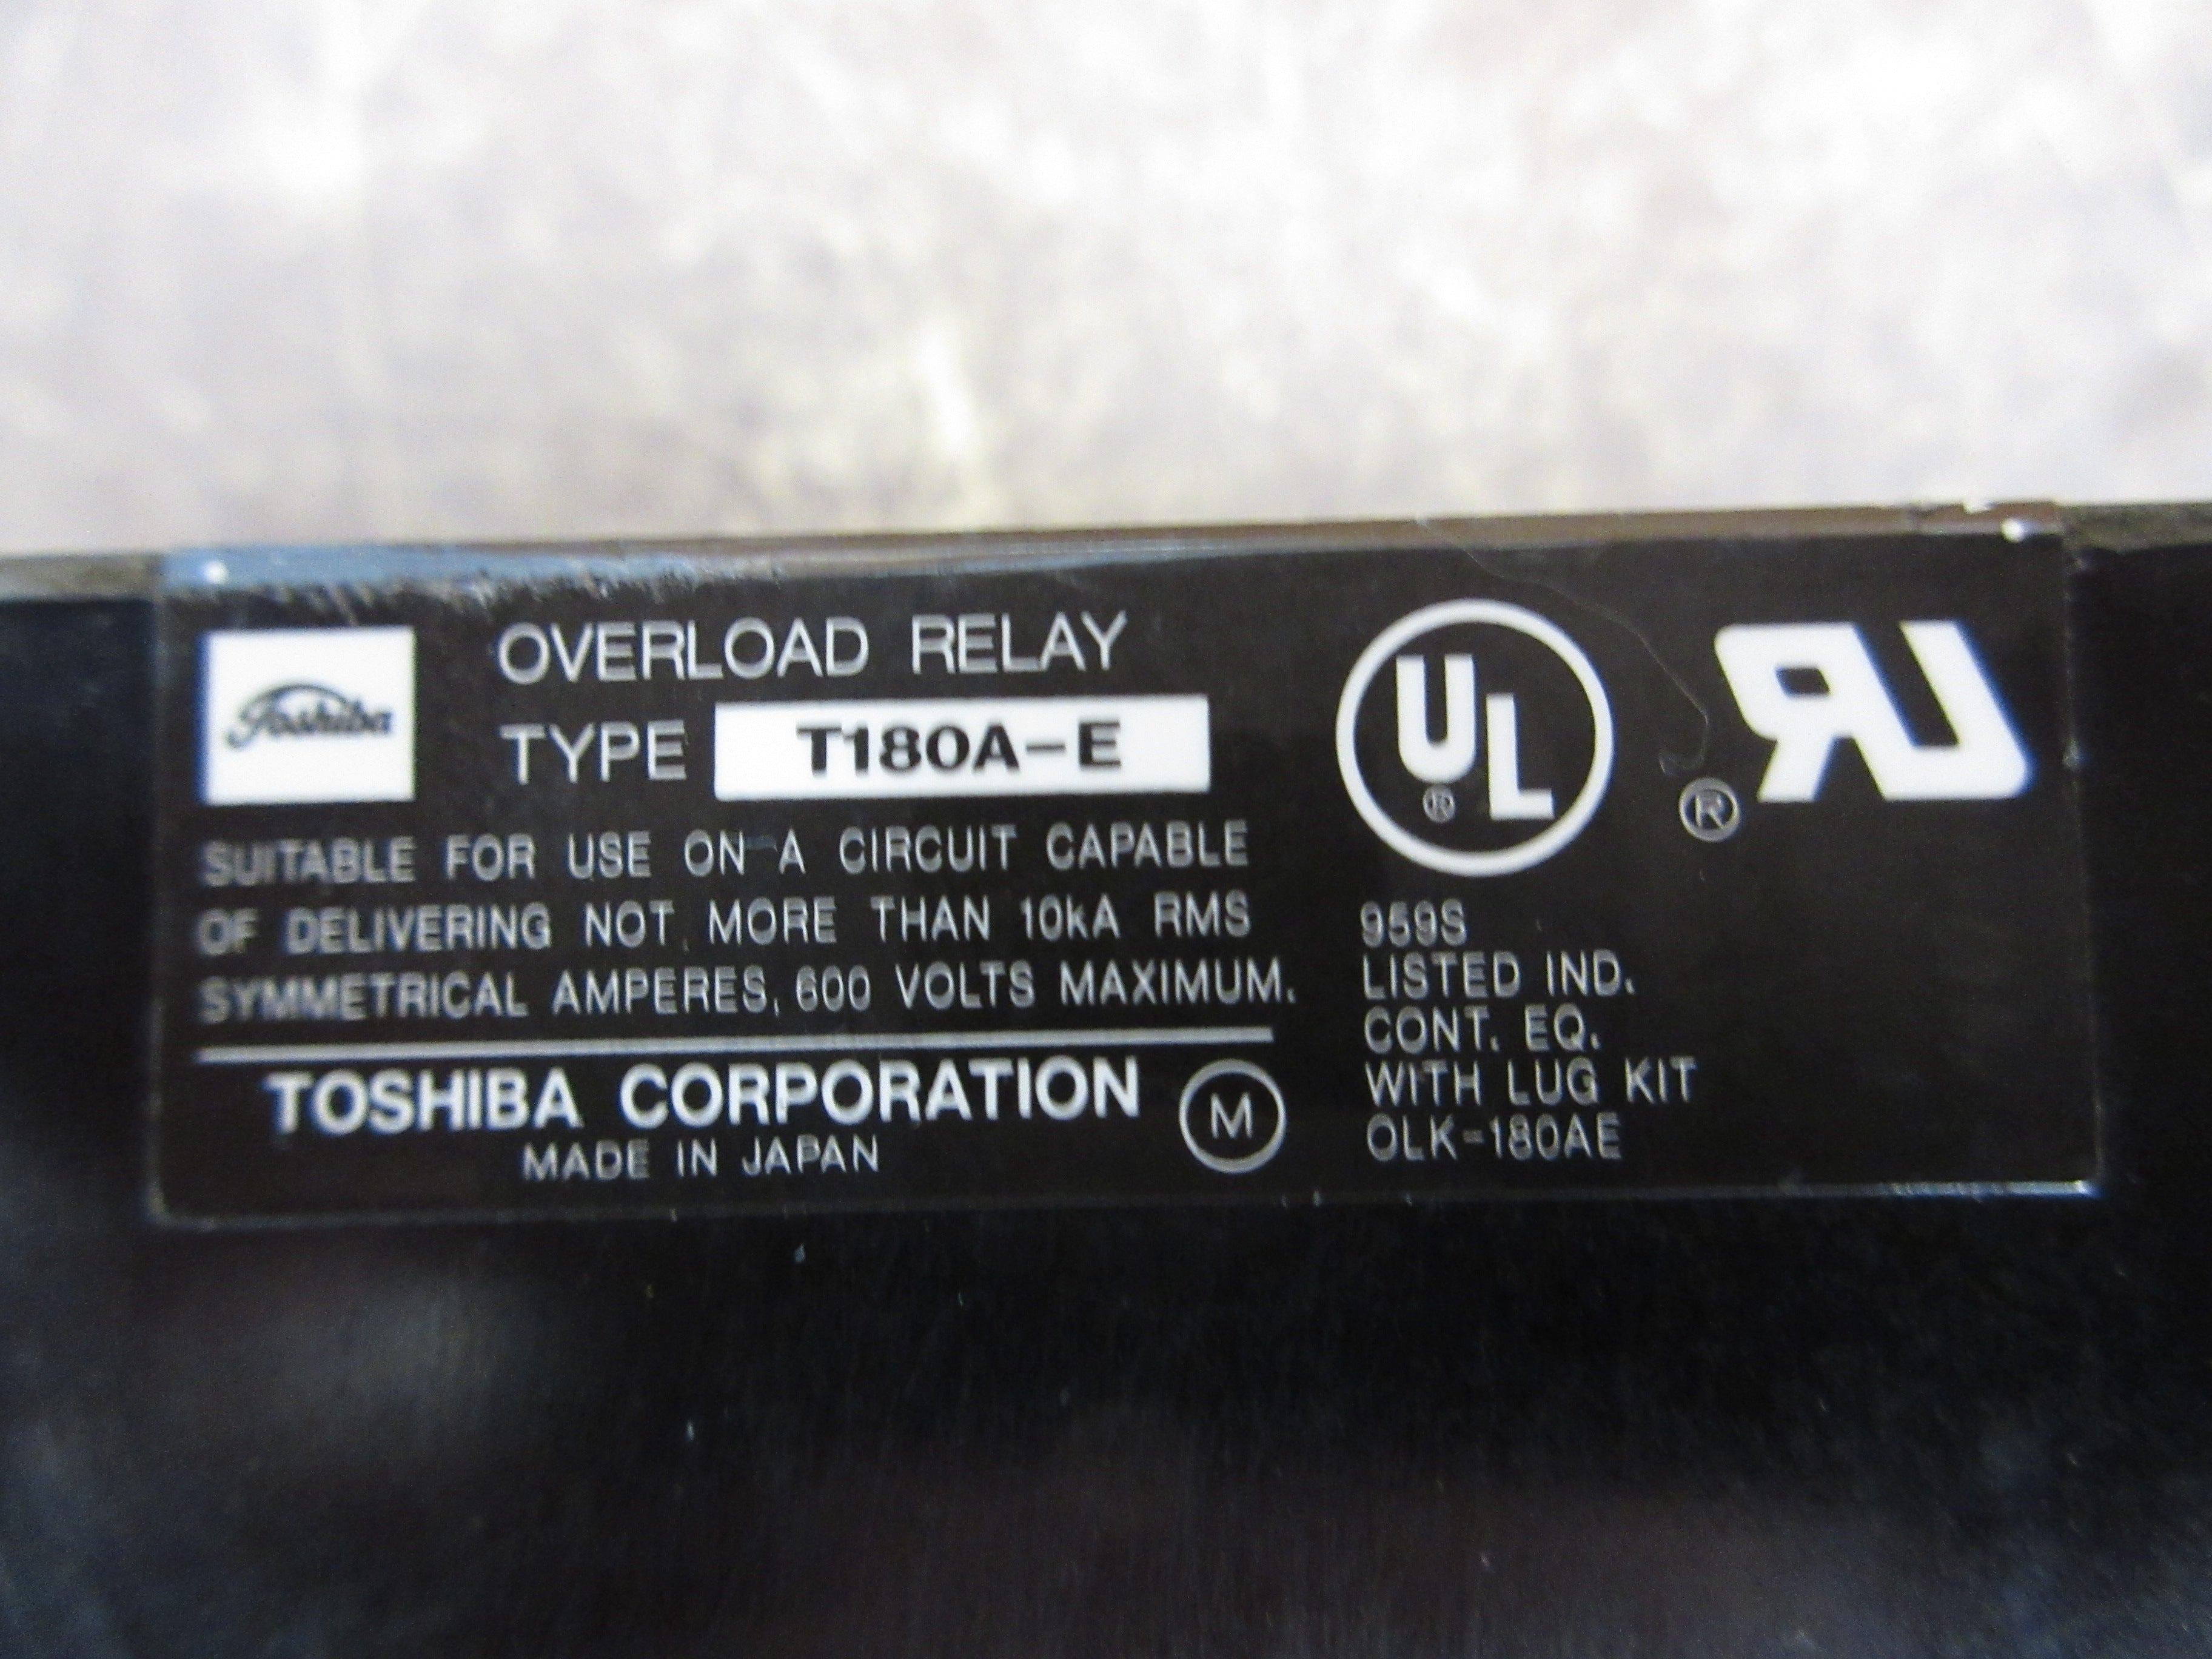 Toshiba
OVERLOAD RELAY
TYPE T180A-E
SUITABLE FOR USE ON A CIRCUIT CAPABLE
OF DELIVERING NOT MORE THAN 10kA RMS
SYMMETRICAL AMPERES, 600 VOLTS MAXIMUM.
TOSHIBA CORPORATION M
MADE IN JAPAN
UL ®
® RU
959S
LISTED IND.
CONT. EQ.
WITH LUG KIT
OLK-180AE